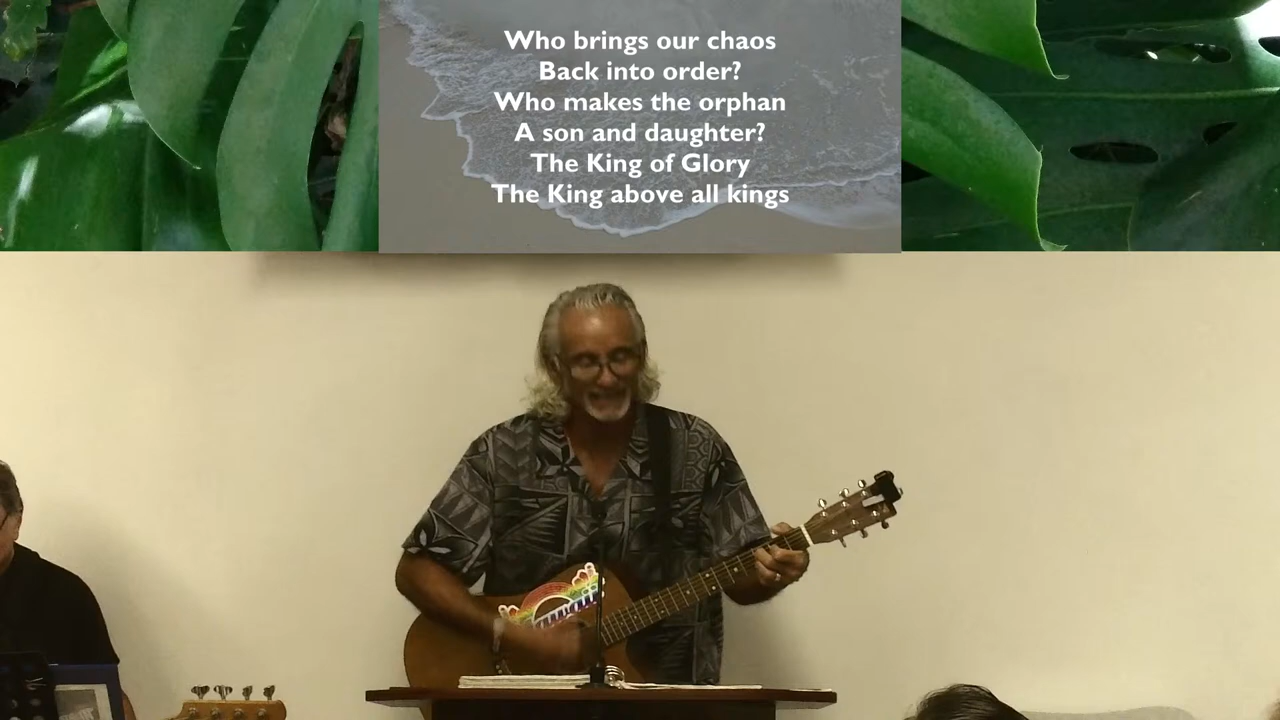 Who brings our chaos
Back into order?
Who makes the orphan
A son and daughter?
The King of Glory
The King above all kings